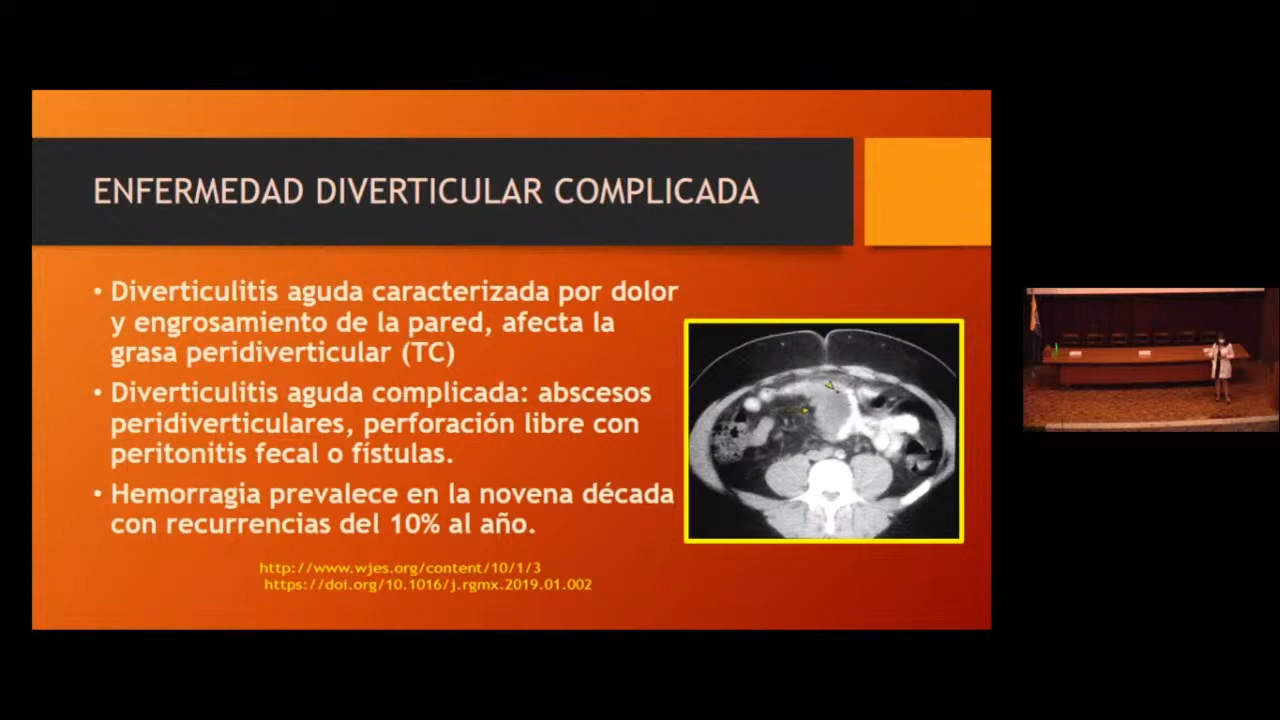 ENFERMEDAD DIVERTICULAR COMPLICADA
• Diverticulitis aguda caracterizada por dolor
y engrosamiento de la pared, afecta la
grasa peridiverticular (TC)
• Diverticulitis aguda complicada: abscesos
peridiverticulares, perforación libre con
peritonitis fecal o fístulas.
• Hemorragia prevalece en la novena década
con recurrencias del 10% al año.
http://www.wjes.org/content/10/1/3
https://doi.org/10.1016/j.rgmx.2019.01.002